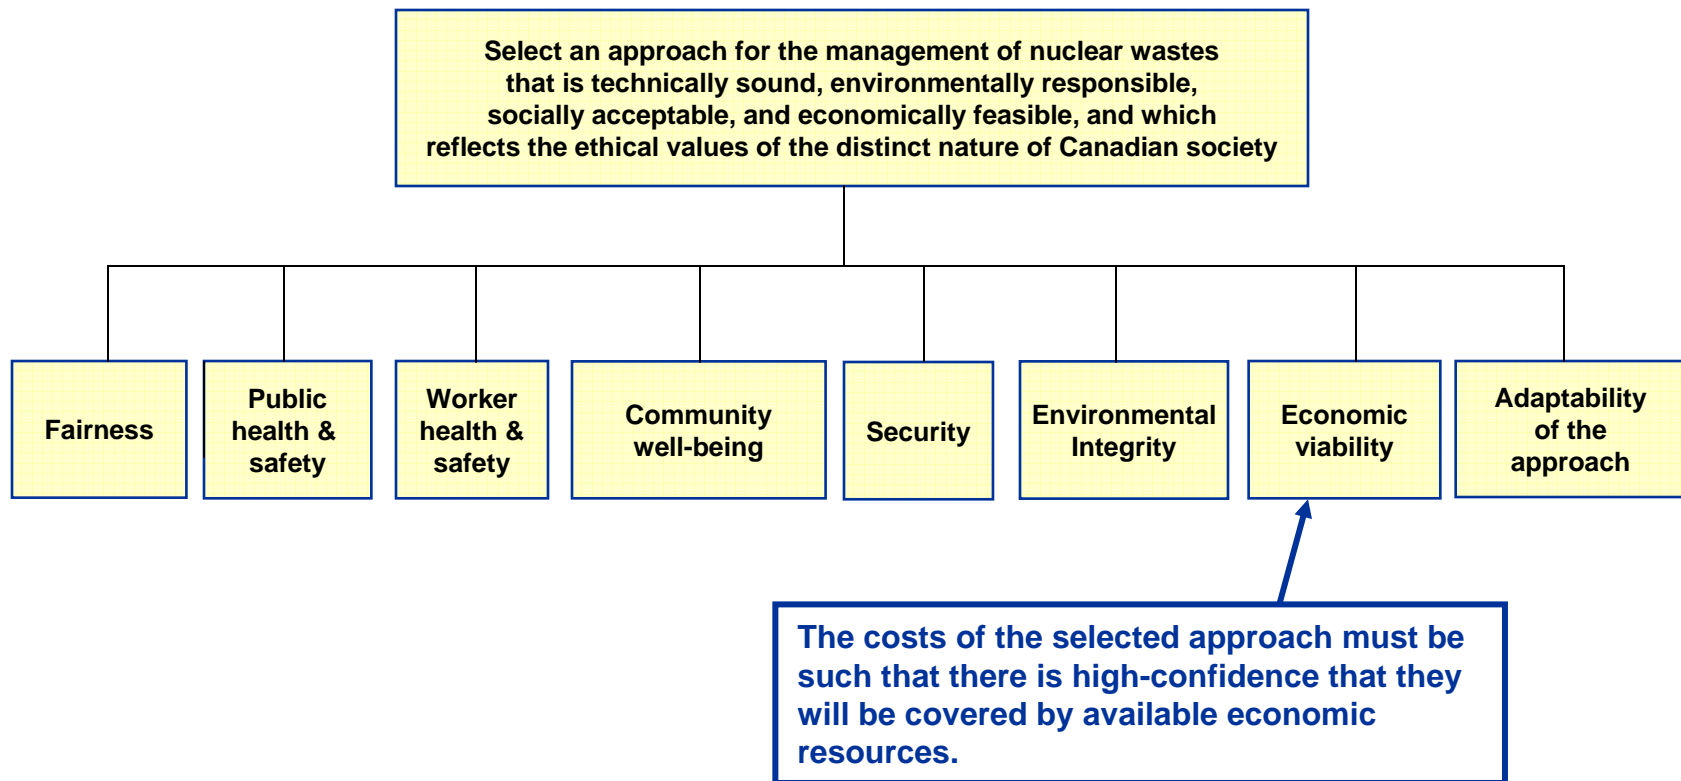 Select an approach for the management of nuclear wastes
that is technically sound, environmentally responsible,
socially acceptable, and economically feasible, and which
reflects the ethical values of the distinct nature of Canadian society
Fairness
Public
health &
safety
Worker
health &
safety
Community
well-being
Security
Environmental
Integrity
Economic
viability
Adaptability
of the
approach
The costs of the selected approach must be
such that there is high-confidence that they
will be covered by available economic
resources.